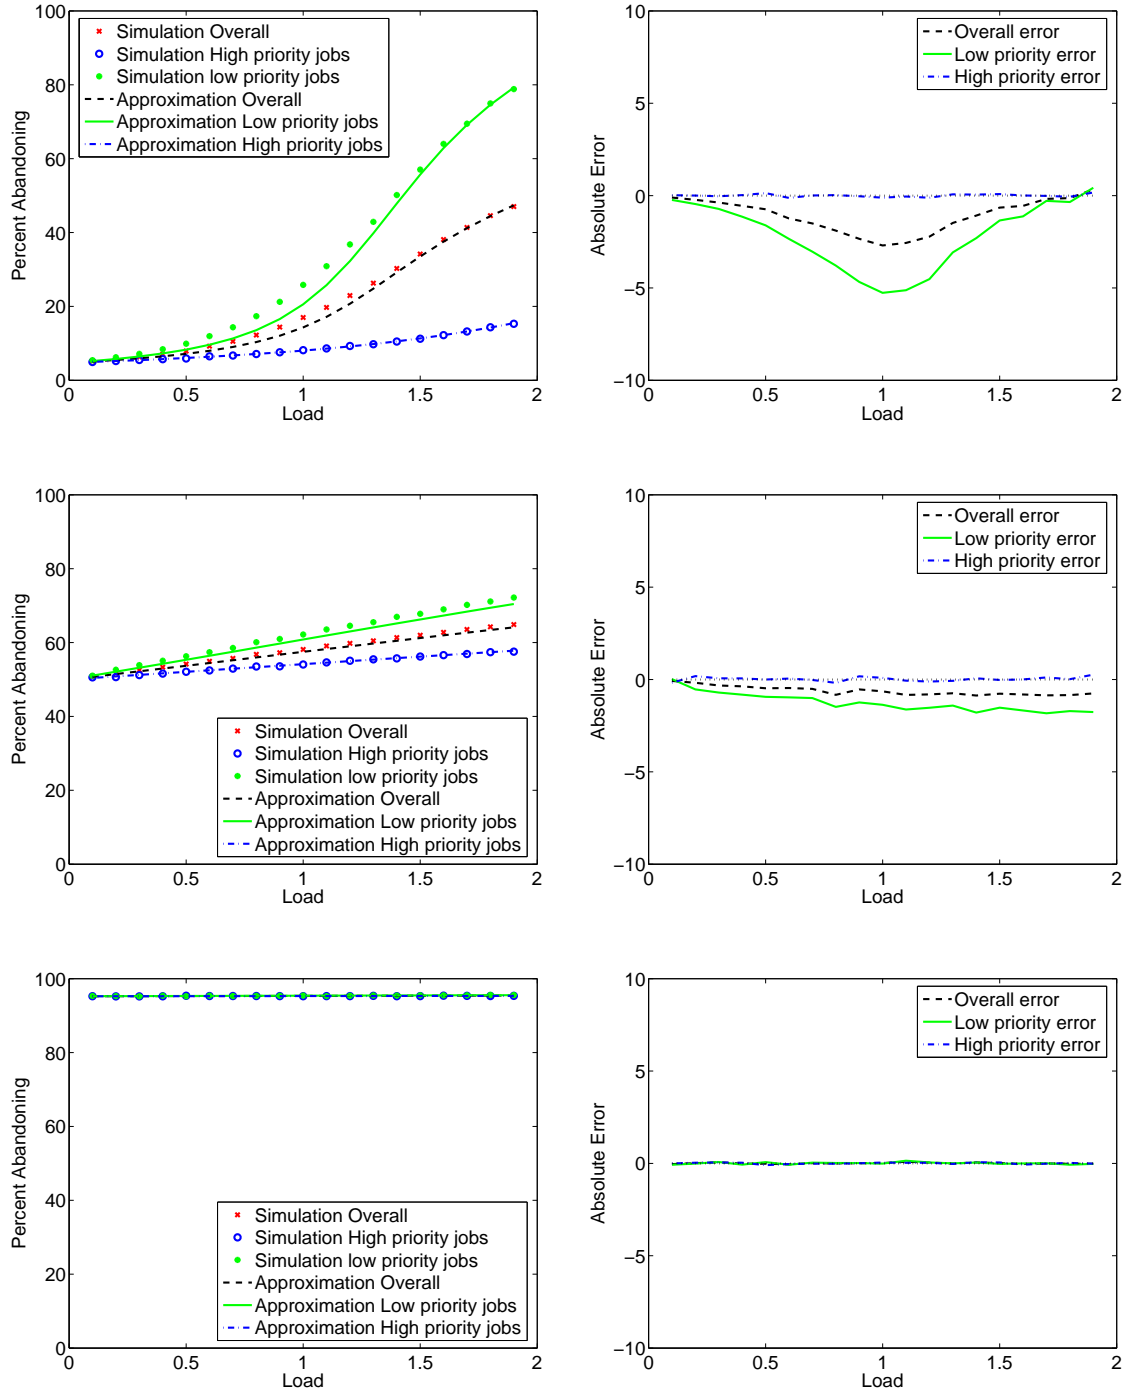 Percent Abandoning
100
80
60
40
20
0
0
0.5
1
1.5
2
Load
Simulation Overall
Simulation High priority jobs
Simulation low priority jobs
Approximation Overall
Approximation Low priority jobs
Approximation High priority jobs
Absolute Error
10
5
0
−5
−10
0
0.5
1
1.5
2
Load
Overall error
Low priority error
High priority error
Percent Abandoning
100
80
60
40
20
0
0
0.5
1
1.5
2
Load
Simulation Overall
Simulation High priority jobs
Simulation low priority jobs
Approximation Overall
Approximation Low priority jobs
Approximation High priority jobs
Absolute Error
10
5
0
−5
−10
0
0.5
1
1.5
2
Load
Overall error
Low priority error
High priority error
Percent Abandoning
100
80
60
40
20
0
0
0.5
1
1.5
2
Load
Simulation Overall
Simulation High priority jobs
Simulation low priority jobs
Approximation Overall
Approximation Low priority jobs
Approximation High priority jobs
Absolute Error
10
5
0
−5
−10
0
0.5
1
1.5
2
Load
Overall error
Low priority error
High priority error